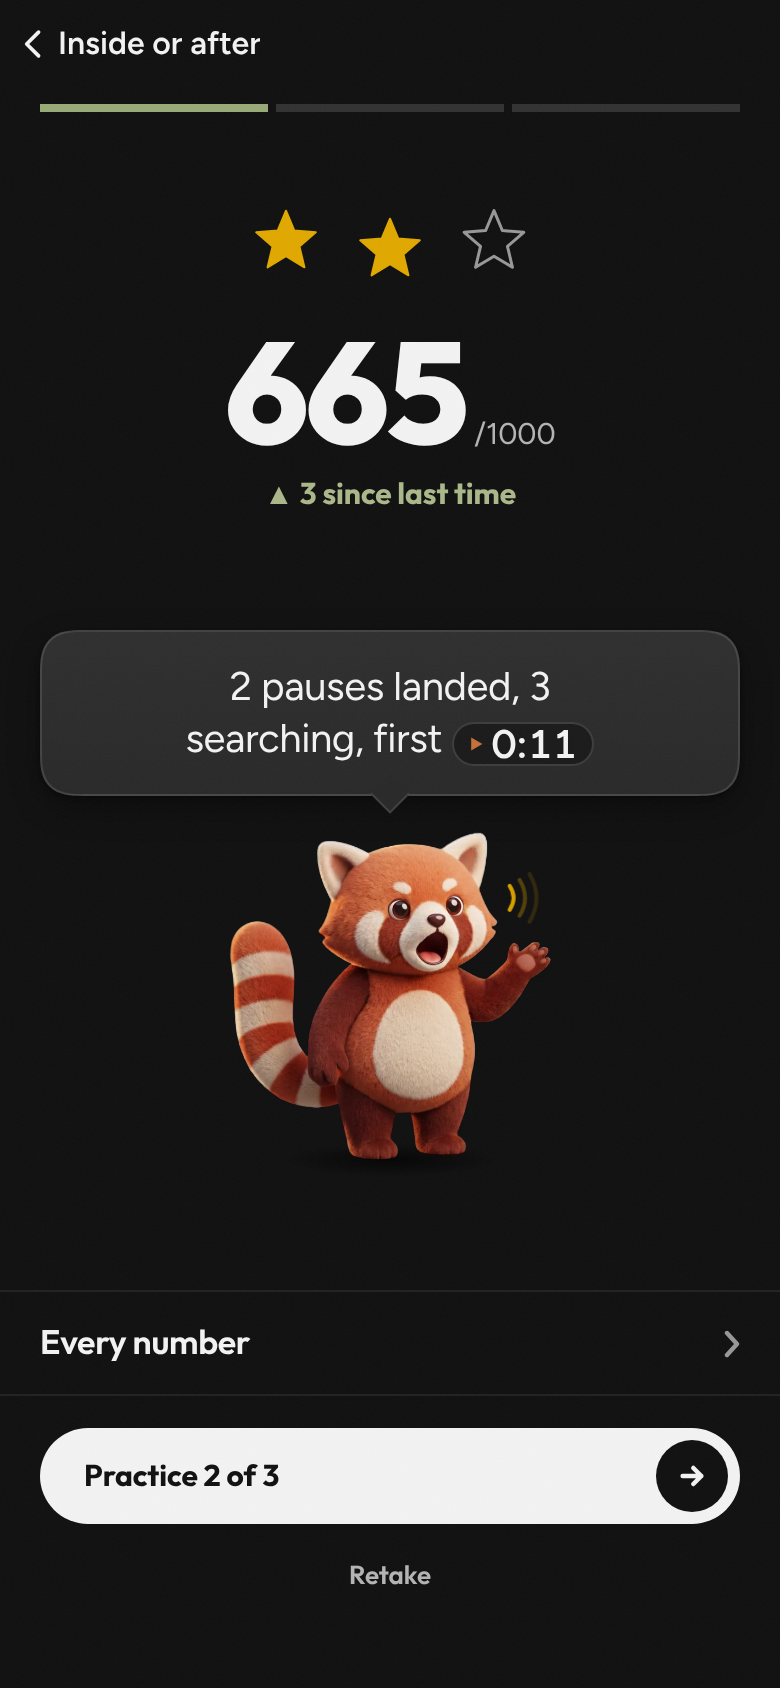 Inside or after
665 /1000
▲ 3 since last time
2 pauses landed, 3
searching, first ▶ 0:11
Every number
Practice 2 of 3
Retake